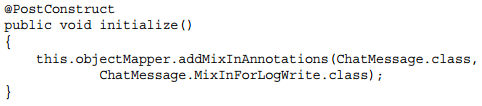 @PostConstruct
public void initialize()
{
    this.objectMapper.addMixInAnnotations(ChatMessage.class,
            ChatMessage.MixInForLogWrite.class);
}